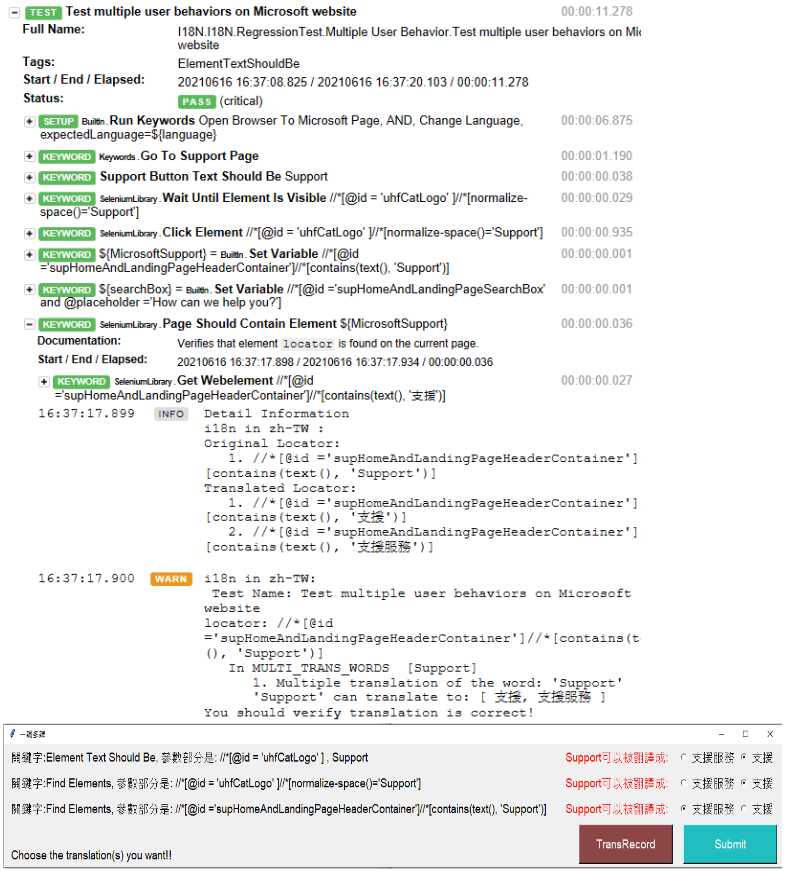 TEST Test multiple user behaviors on Microsoft website 00:00:11.278
Full Name: I18N.I18N.RegressionTest.Multiple User Behavior.Test multiple user behaviors on Mic
website
Tags: ElementTextShouldBe
Start / End / Elapsed: 20210616 16:37:08.825 / 20210616 16:37:20.103 / 00:00:11.278
Status: PASS (critical)
SETUP BuiltIn.Run Keywords Open Browser To Microsoft Page, AND, Change Language, 00:00:06.875
expectedLanguage=${language}
KEYWORD Keywords.Go To Support Page 00:00:01.190
KEYWORD Support Button Text Should Be Support 00:00:00.038
KEYWORD SeleniumLibrary.Wait Until Element Is Visible //*[@id = 'uhfCatLogo' ]//*[normalize- 00:00:00.029
space()='Support']
KEYWORD SeleniumLibrary.Click Element //*[@id = 'uhfCatLogo' ]//*[normalize-space()='Support'] 00:00:00.935
KEYWORD ${MicrosoftSupport} = BuiltIn.Set Variable //*[@id 00:00:00.001
='supHomeAndLandingPageHeaderContainer']//*[contains(text(), 'Support')]
KEYWORD ${searchBox} = BuiltIn.Set Variable //*[@id ='supHomeAndLandingPageSearchBox' 00:00:00.001
and @placeholder ='How can we help you?']
KEYWORD SeleniumLibrary.Page Should Contain Element ${MicrosoftSupport} 00:00:00.036
Documentation: Verifies that element locator is found on the current page.
Start / End / Elapsed: 20210616 16:37:17.898 / 20210616 16:37:17.934 / 00:00:00.036
KEYWORD SeleniumLibrary.Get Webelement //*[@id 00:00:00.027
='supHomeAndLandingPageHeaderContainer']//*[contains(text(), '支援')]
16:37:17.899 INFO Detail Information
i18n in zh-TW :
Original Locator:
1. //*[@id ='supHomeAndLandingPageHeaderContainer']
[contains(text(), 'Support')]
Translated Locator:
1. //*[@id ='supHomeAndLandingPageHeaderContainer']
[contains(text(), '支援')]
2. //*[@id ='supHomeAndLandingPageHeaderContainer']
[contains(text(), '支援服務')]
16:37:17.900 WARN i18n in zh-TW:
Test Name: Test multiple user behaviors on Microsoft
website
locator: //*[@id
='supHomeAndLandingPageHeaderContainer']//*[contains(t
(), 'Support')]
In MULTI_TRANS_WORDS [Support]
1. Multiple translation of the word: 'Support'
'Support' can translate to: [ 支援, 支援服務 ]
You should verify translation is correct!
一詞多譯
關鍵字:Element Text Should Be, 參數部分是: //*[@id = 'uhfCatLogo' ] , Support Support可以被翻譯成: 支援服務 支援
關鍵字:Find Elements, 參數部分是: //*[@id = 'uhfCatLogo' ]//*[normalize-space()='Support'] Support可以被翻譯成: 支援服務 支援
關鍵字:Find Elements, 參數部分是: //*[@id ='supHomeAndLandingPageHeaderContainer']//*[contains(text(), 'Support')] Support可以被翻譯成: 支援服務 支援
TransRecord Submit
Choose the translation(s) you want!!